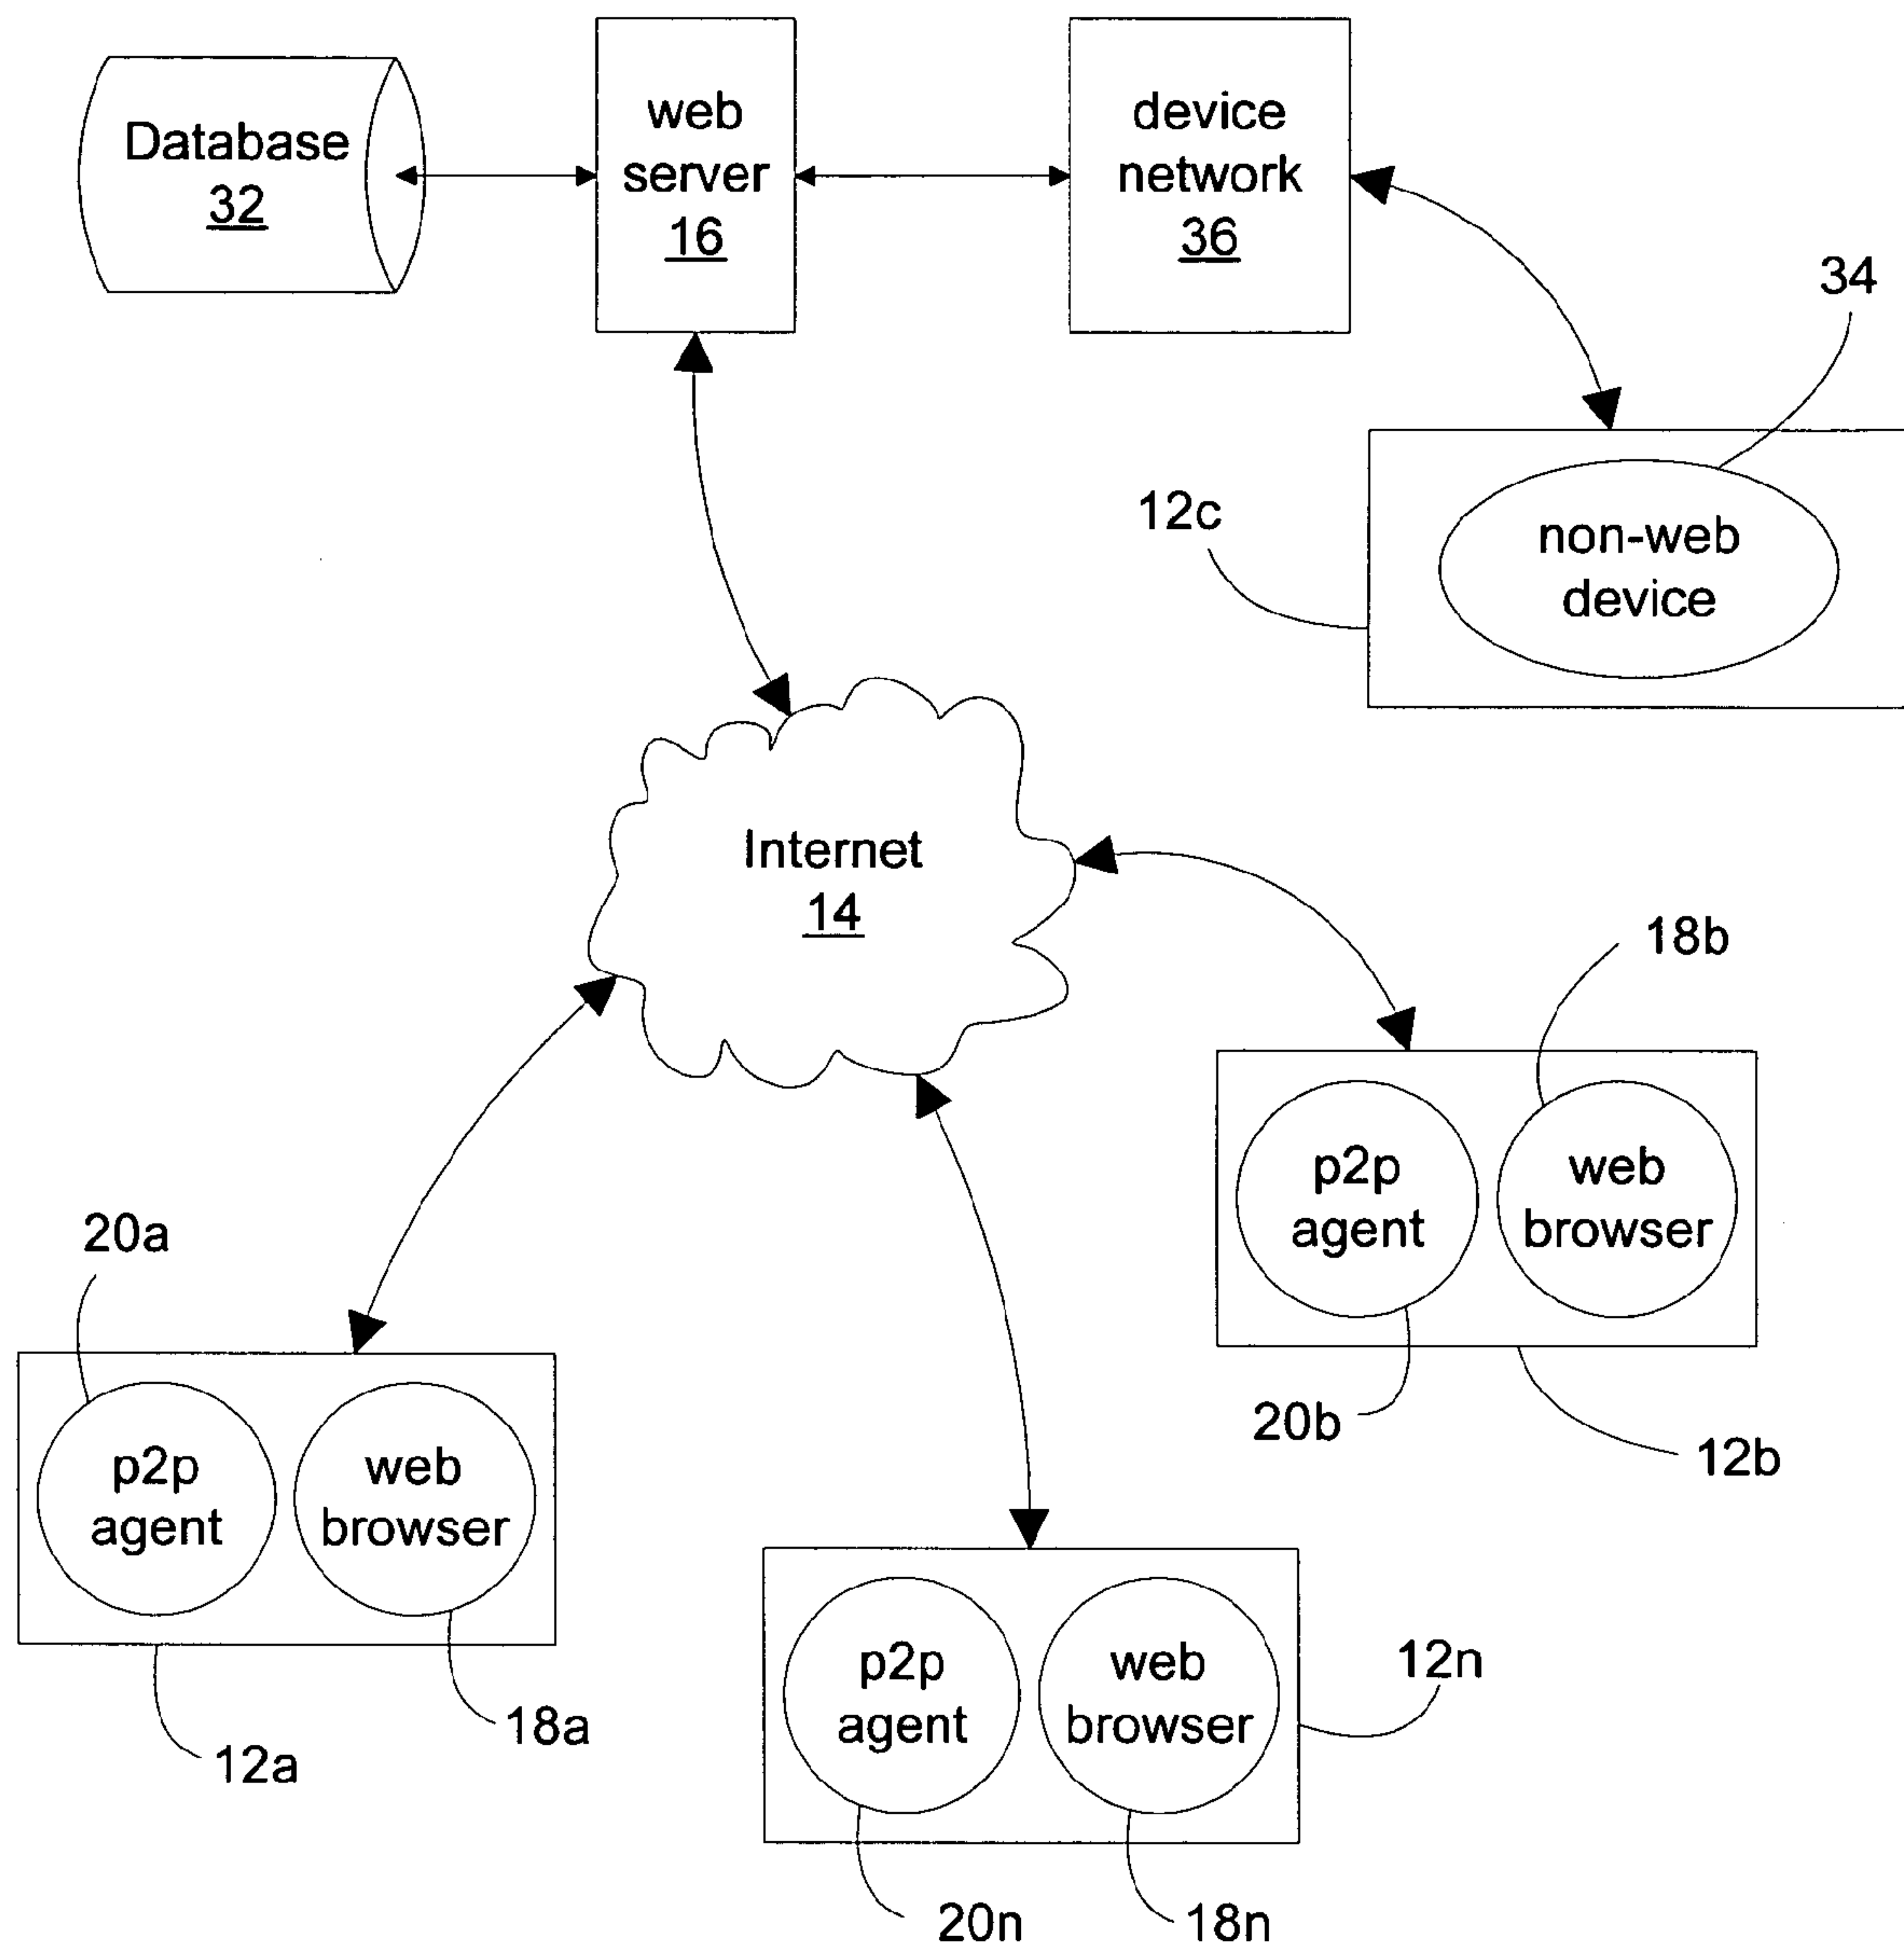 Database
32
web
server
16
device
network
36
34
12c
non-web
device
Internet
14
18b
p2p
agent
web
browser
20b
12b
20a
p2p
agent
web
browser
18a
12a
p2p
agent
web
browser
12n
20n
18n